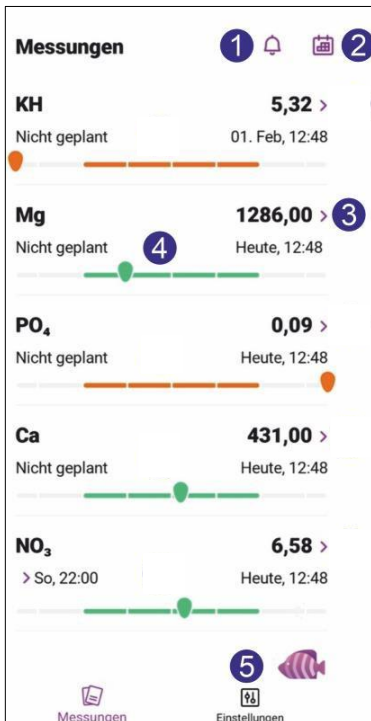 Messungen 1 2
KH 5,32 >
Nicht geplant 01. Feb, 12:48
Mg 1286,00 > 3
Nicht geplant 4 Heute, 12:48
PO₄ 0,09 >
Nicht geplant Heute, 12:48
Ca 431,00 >
Nicht geplant Heute, 12:48
NO₃ 6,58 >
> So, 22:00 Heute, 12:48
5
Messungen Einstellungen